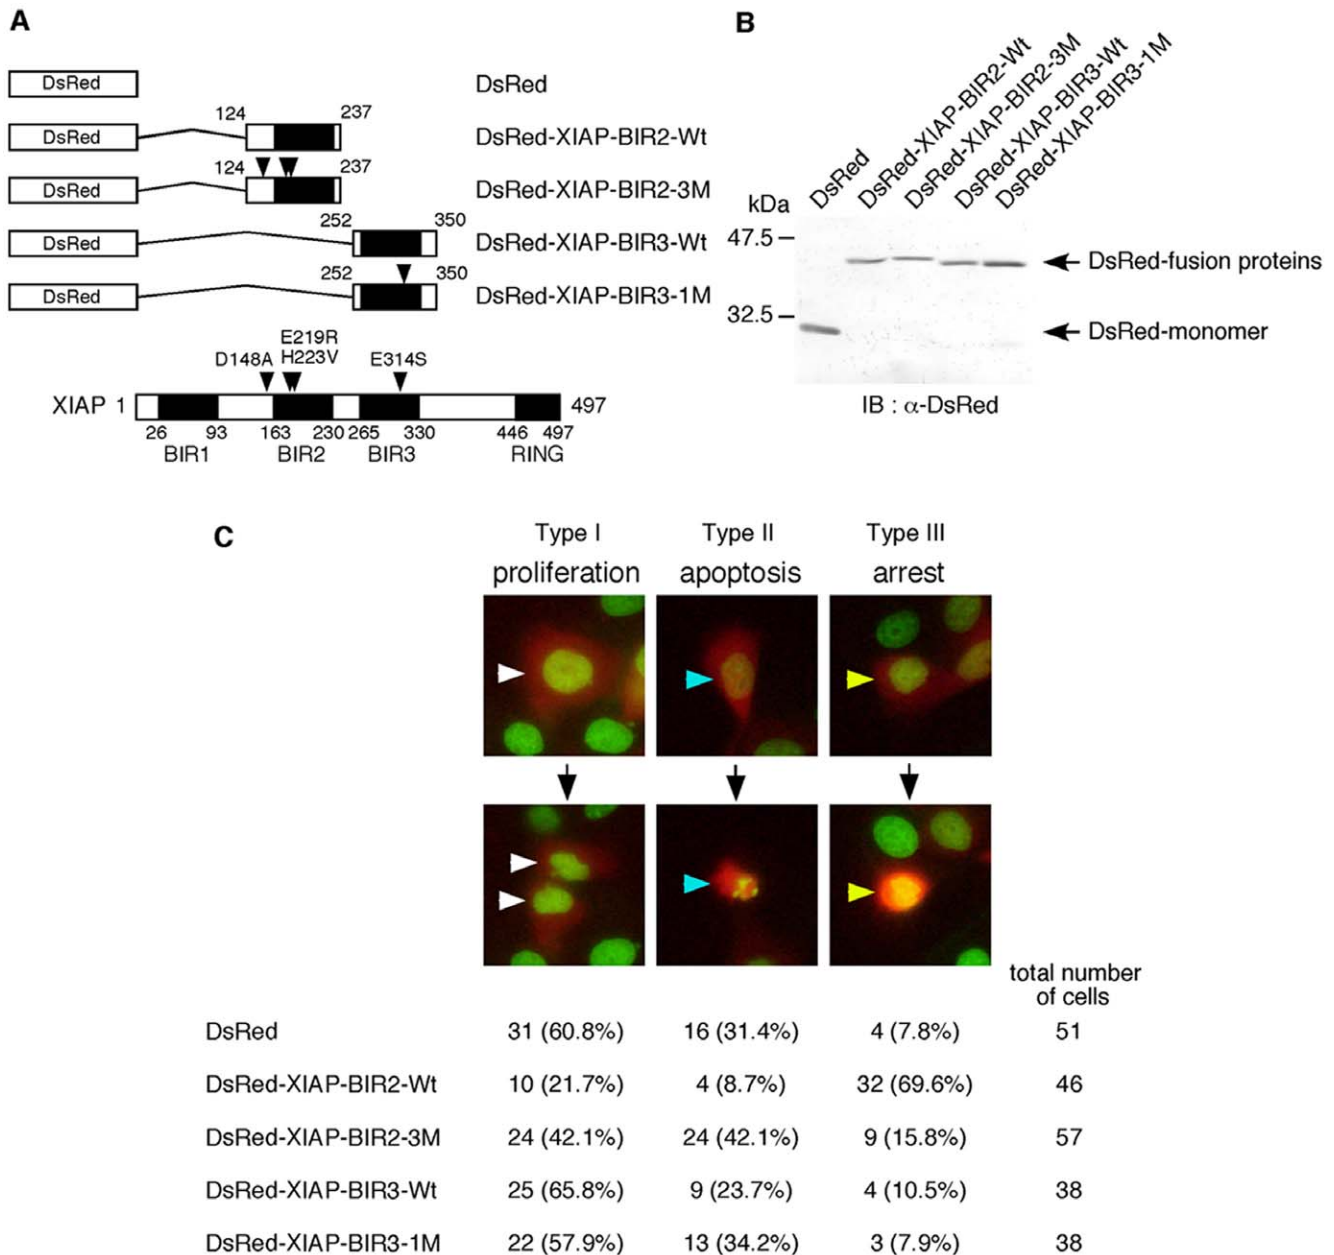 A
DsRed DsRed
DsRed 124 237 DsRed-XIAP-BIR2-Wt
DsRed 124 237 DsRed-XIAP-BIR2-3M
DsRed 252 350 DsRed-XIAP-BIR3-Wt
DsRed 252 350 DsRed-XIAP-BIR3-1M
E219R
D148A H223V E314S
XIAP 1 497
26 93 163 230 265 330 446 497
BIR1 BIR2 BIR3 RING
B
DsRed
DsRed-XIAP-BIR2-Wt
DsRed-XIAP-BIR2-3M
DsRed-XIAP-BIR3-Wt
DsRed-XIAP-BIR3-1M
kDa
47.5
DsRed-fusion proteins
32.5
DsRed-monomer
IB : α-DsRed
C
Type I Type II Type III
proliferation apoptosis arrest
total number
of cells
DsRed 31 (60.8%) 16 (31.4%) 4 (7.8%) 51
DsRed-XIAP-BIR2-Wt 10 (21.7%) 4 (8.7%) 32 (69.6%) 46
DsRed-XIAP-BIR2-3M 24 (42.1%) 24 (42.1%) 9 (15.8%) 57
DsRed-XIAP-BIR3-Wt 25 (65.8%) 9 (23.7%) 4 (10.5%) 38
DsRed-XIAP-BIR3-1M 22 (57.9%) 13 (34.2%) 3 (7.9%) 38